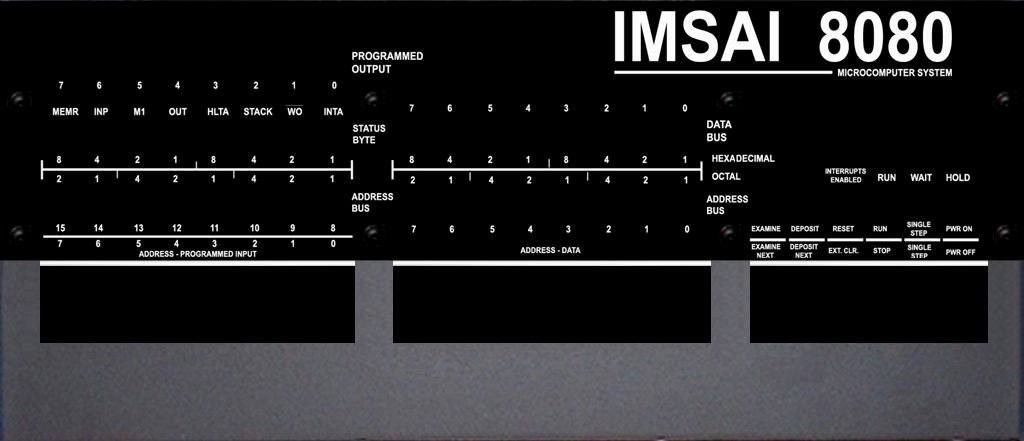 IMSAI 8080
MICROCOMPUTER SYSTEM
PROGRAMMED
OUTPUT
7 6 5 4 3 2 1 0
MEMR INP M1 OUT HLTA STACK WO INTA
7 6 5 4 3 2 1 0
STATUS
BYTE
DATA
BUS
8 4 2 1 8 4 2 1
2 1 4 2 1 4 2 1
8 4 2 1 8 4 2 1
2 1 4 2 1 4 2 1
HEXADECIMAL
OCTAL
INTERRUPTS
ENABLED
RUN WAIT HOLD
ADDRESS
BUS
ADDRESS
BUS
15 14 13 12 11 10 9 8
7 6 5 4 3 2 1 0
ADDRESS - PROGRAMMED INPUT
7 6 5 4 3 2 1 0
ADDRESS - DATA
EXAMINE DEPOSIT RESET RUN SINGLE STEP PWR ON
EXAMINE NEXT DEPOSIT NEXT EXT. CLR. STOP SINGLE STEP PWR OFF